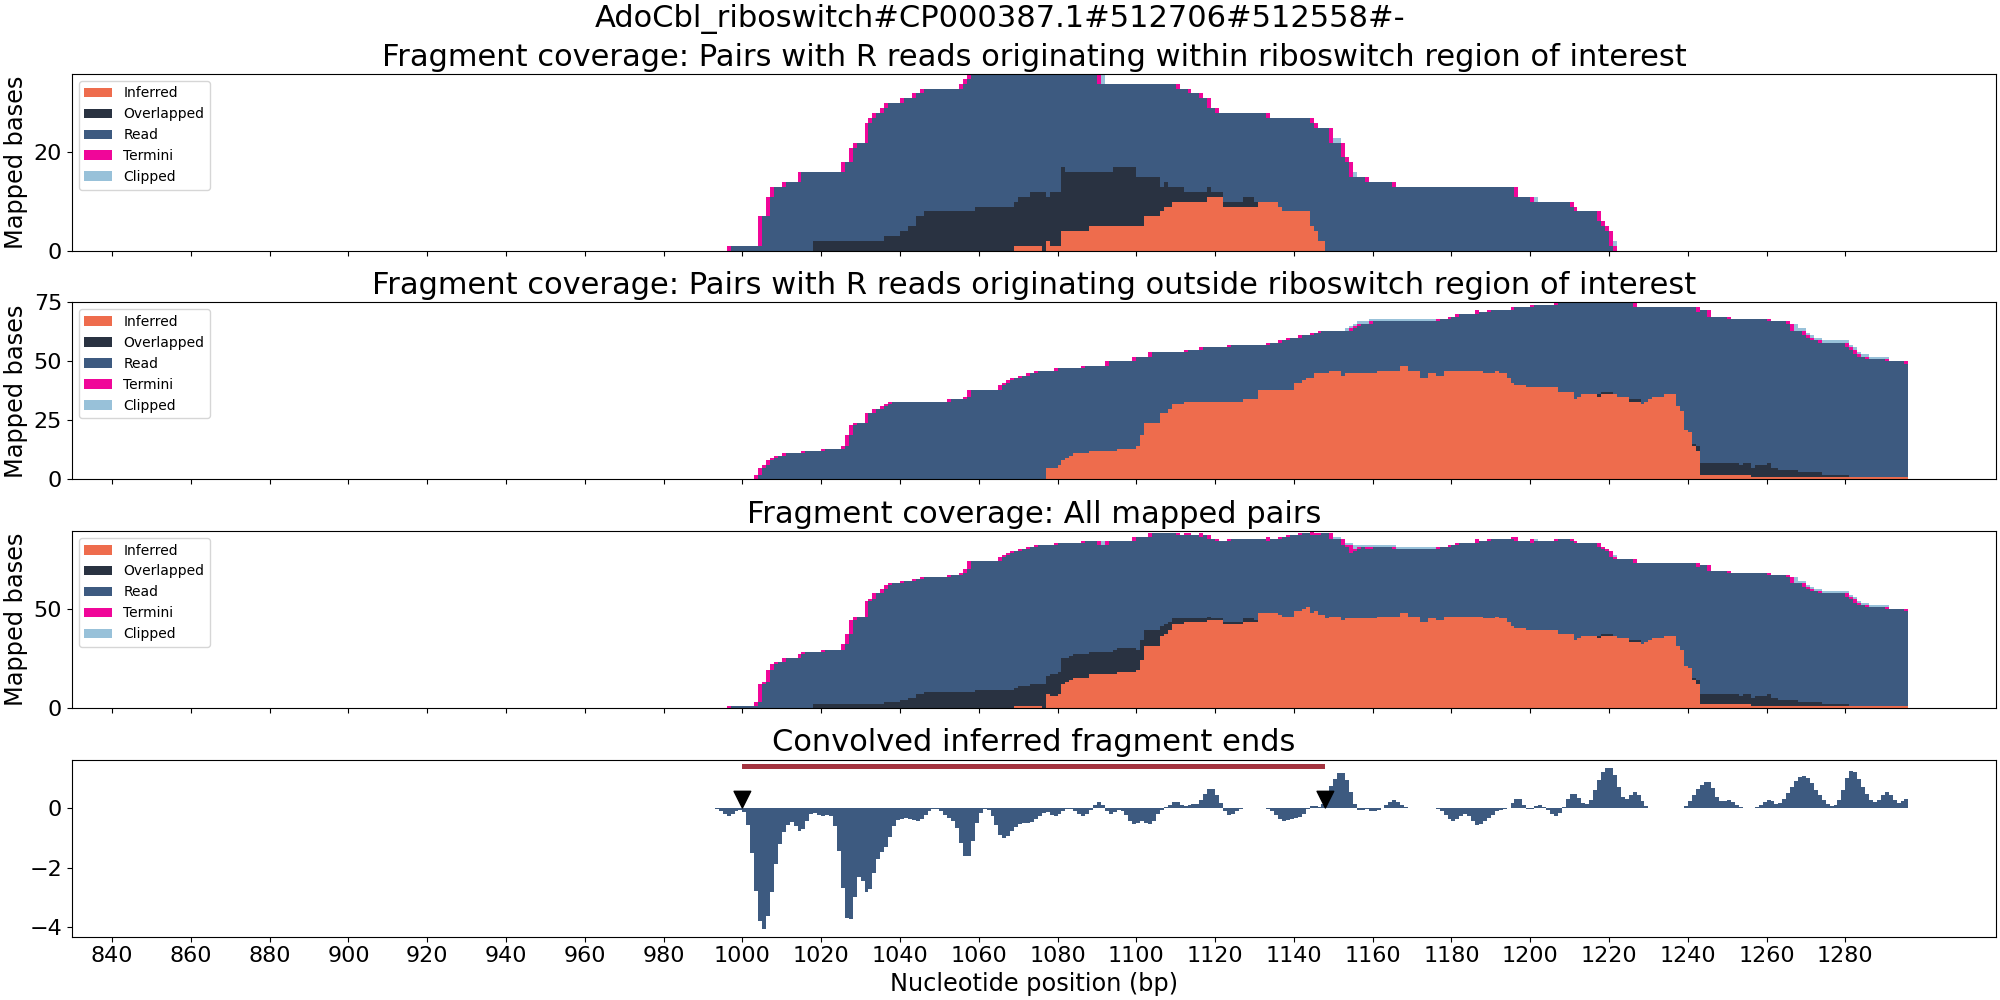 AdoCbl_riboswitch#CP000387.1#512706#512558#-
Fragment coverage: Pairs with R reads originating within riboswitch region of interest
Mapped bases
20
0
Inferred
Overlapped
Read
Termini
Clipped
Fragment coverage: Pairs with R reads originating outside riboswitch region of interest
Mapped bases
75
50
25
0
Inferred
Overlapped
Read
Termini
Clipped
Fragment coverage: All mapped pairs
Mapped bases
50
0
Inferred
Overlapped
Read
Termini
Clipped
Convolved inferred fragment ends
0
−2
−4
840 860 880 900 920 940 960 980 1000 1020 1040 1060 1080 1100 1120 1140 1160 1180 1200 1220 1240 1260 1280
Nucleotide position (bp)